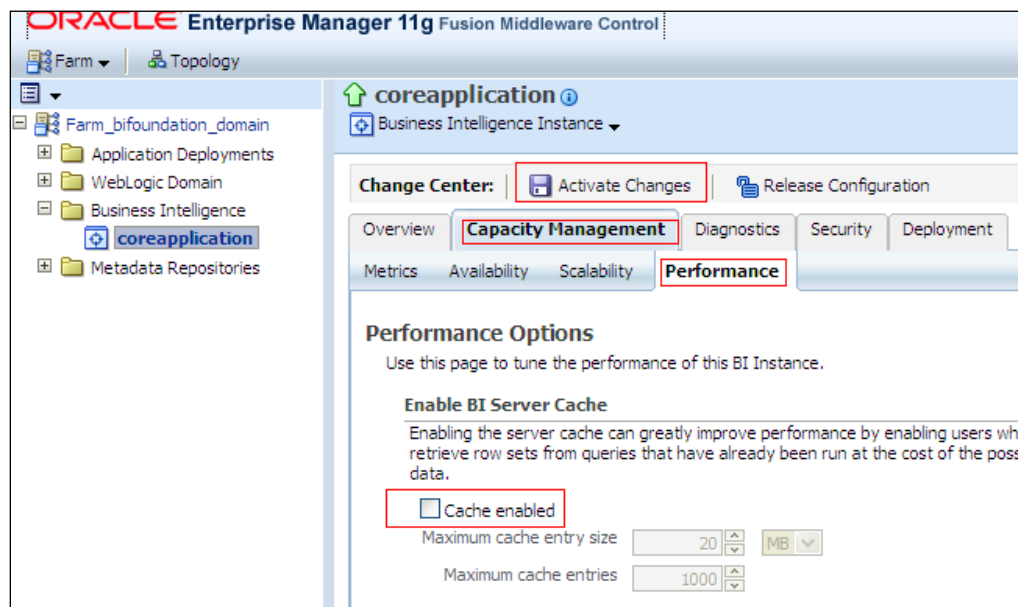 ORACLE Enterprise Manager 11g Fusion Middleware Control
Farm Topology
coreapplication
Farm_bifoundation_domain
Business Intelligence Instance
Application Deployments
WebLogic Domain
Change Center: Activate Changes Release Configuration
Business Intelligence
Overview Capacity Management Diagnostics Security Deployment
coreapplication
Metadata Repositories
Metrics Availability Scalability Performance
Performance Options
Use this page to tune the performance of this BI Instance.
Enable BI Server Cache
Enabling the server cache can greatly improve performance by enabling users wh
retrieve row sets from queries that have already been run at the cost of the poss
data.
Cache enabled
Maximum cache entry size 20 MB
Maximum cache entries 1000